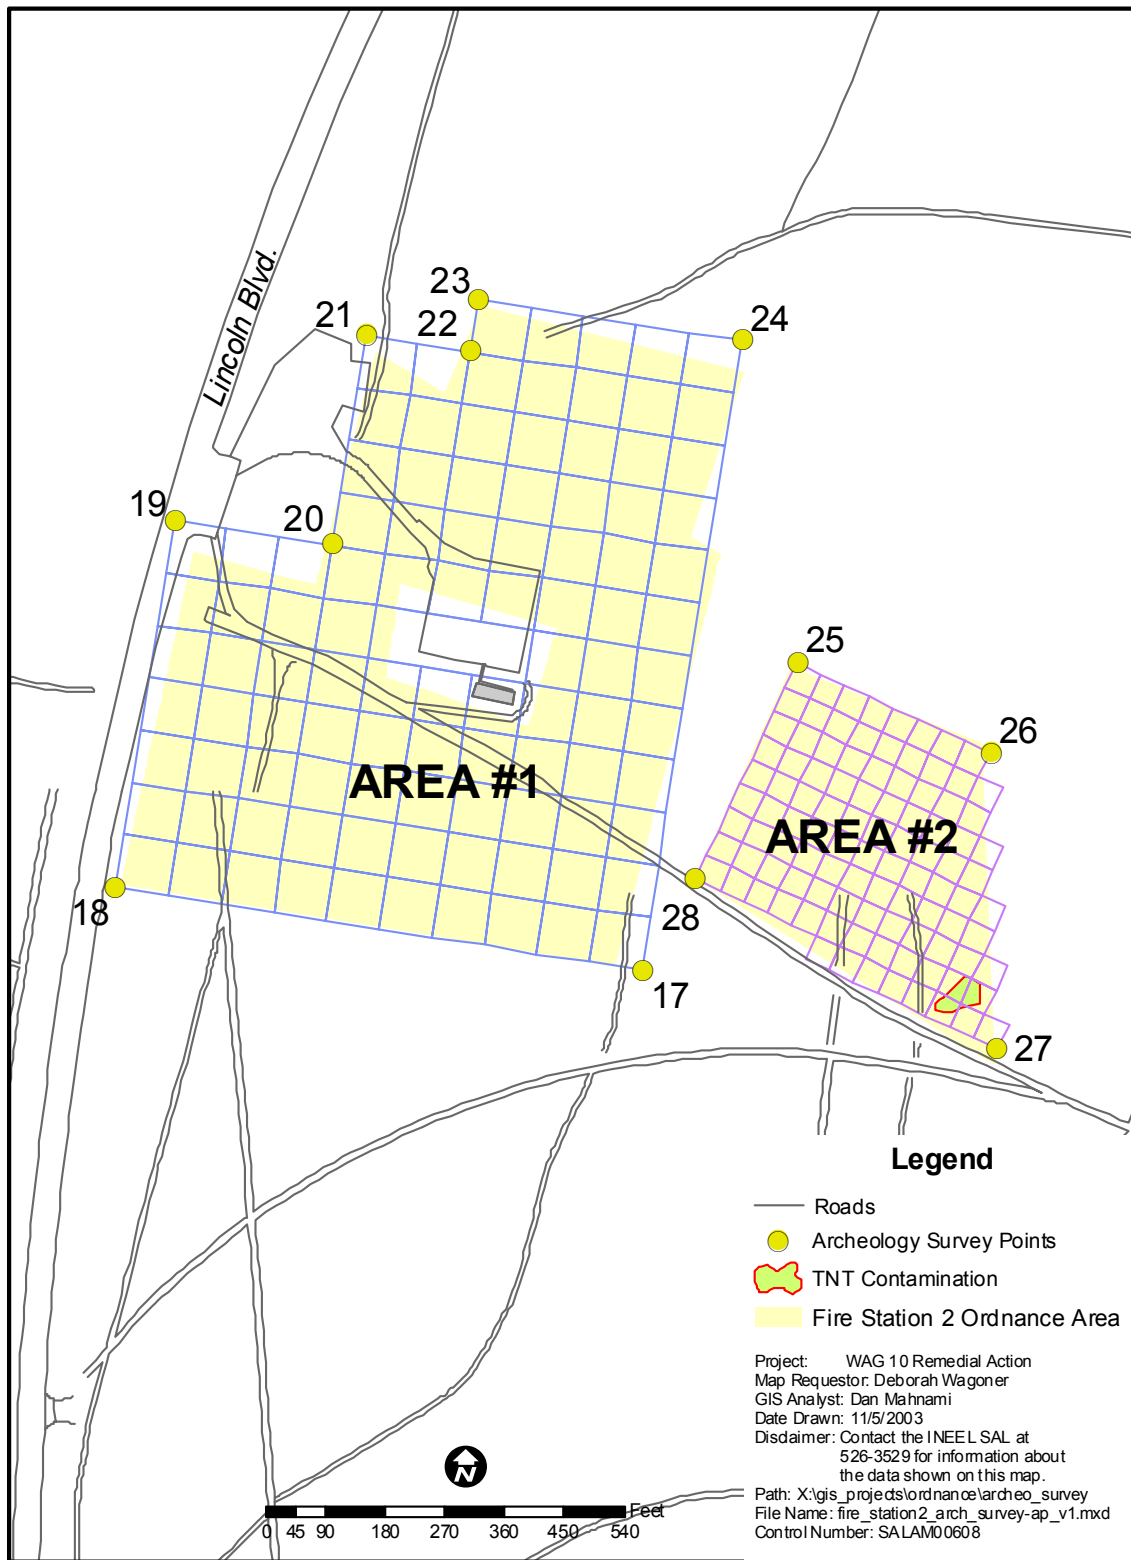 23
24
21
22
Lincoln Blvd.
19
20
25
26
AREA #1
AREA #2
18
28
17
27
Legend
Roads
Archeology Survey Points
TNT Contamination
Fire Station 2 Ordnance Area
Project: WAG 10 Remedial Action
Map Requestor: Deborah Wagoner
GIS Analyst: Dan Mahnami
Date Drawn: 11/5/2003
Disclaimer: Contact the INEEL SAL at
526-3529 for information about
the data shown on this map.
Path: X:\gis_projects\ordnance\archeo_survey
File Name: fire_station2_arch_survey-ap_v1.mxd
Control Number: SALAM00608
N
Feet
0 45 90 180 270 360 450 540